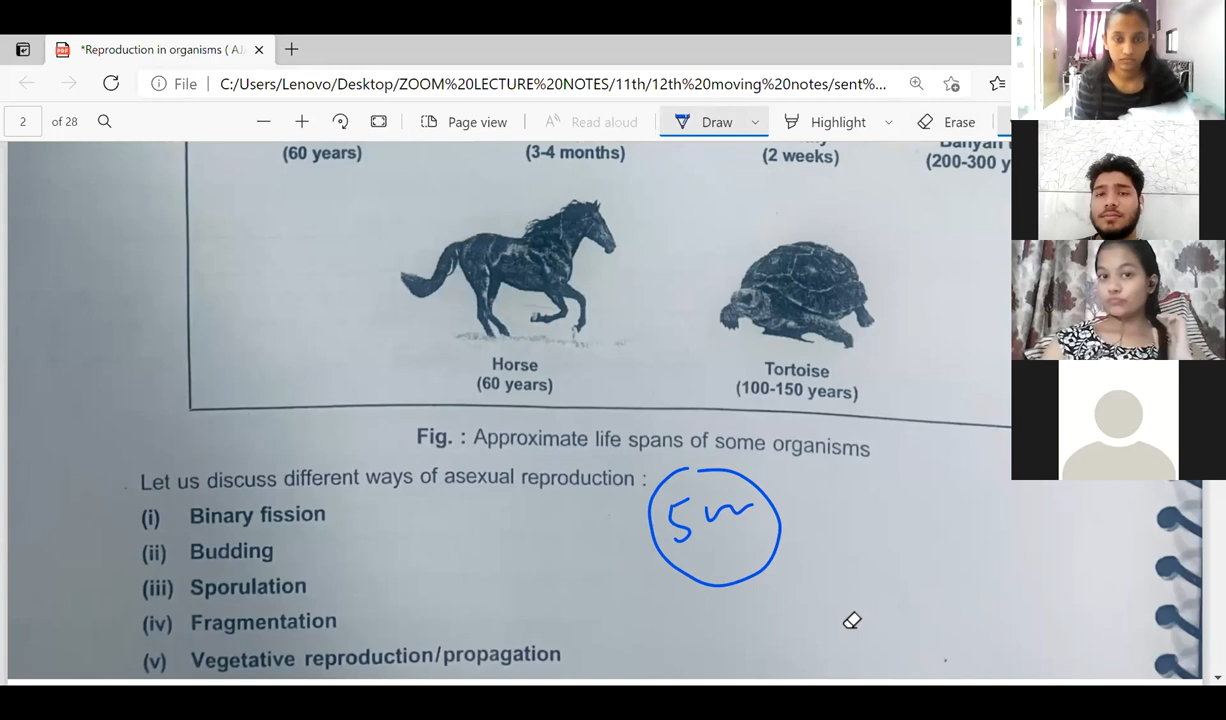 *Reproduction in organisms ( AJ
File
C:/Users/Lenovo/Desktop/ZOOM%20LECTURE%20NOTES/11th/12th%20moving%20notes/sent%...
2 of 28
Page view
Read aloud
Draw
Highlight
Erase
Banyan
(60 years)
(3-4 months)
(2 weeks)
(200-300 y
Horse
(60 years)
Tortoise
(100-150 years)
Fig. : Approximate life spans of some organisms
Let us discuss different ways of asexual reproduction :
5 m
(i) Binary fission
(ii) Budding
(iii) Sporulation
(iv) Fragmentation
(v) Vegetative reproduction/propagation